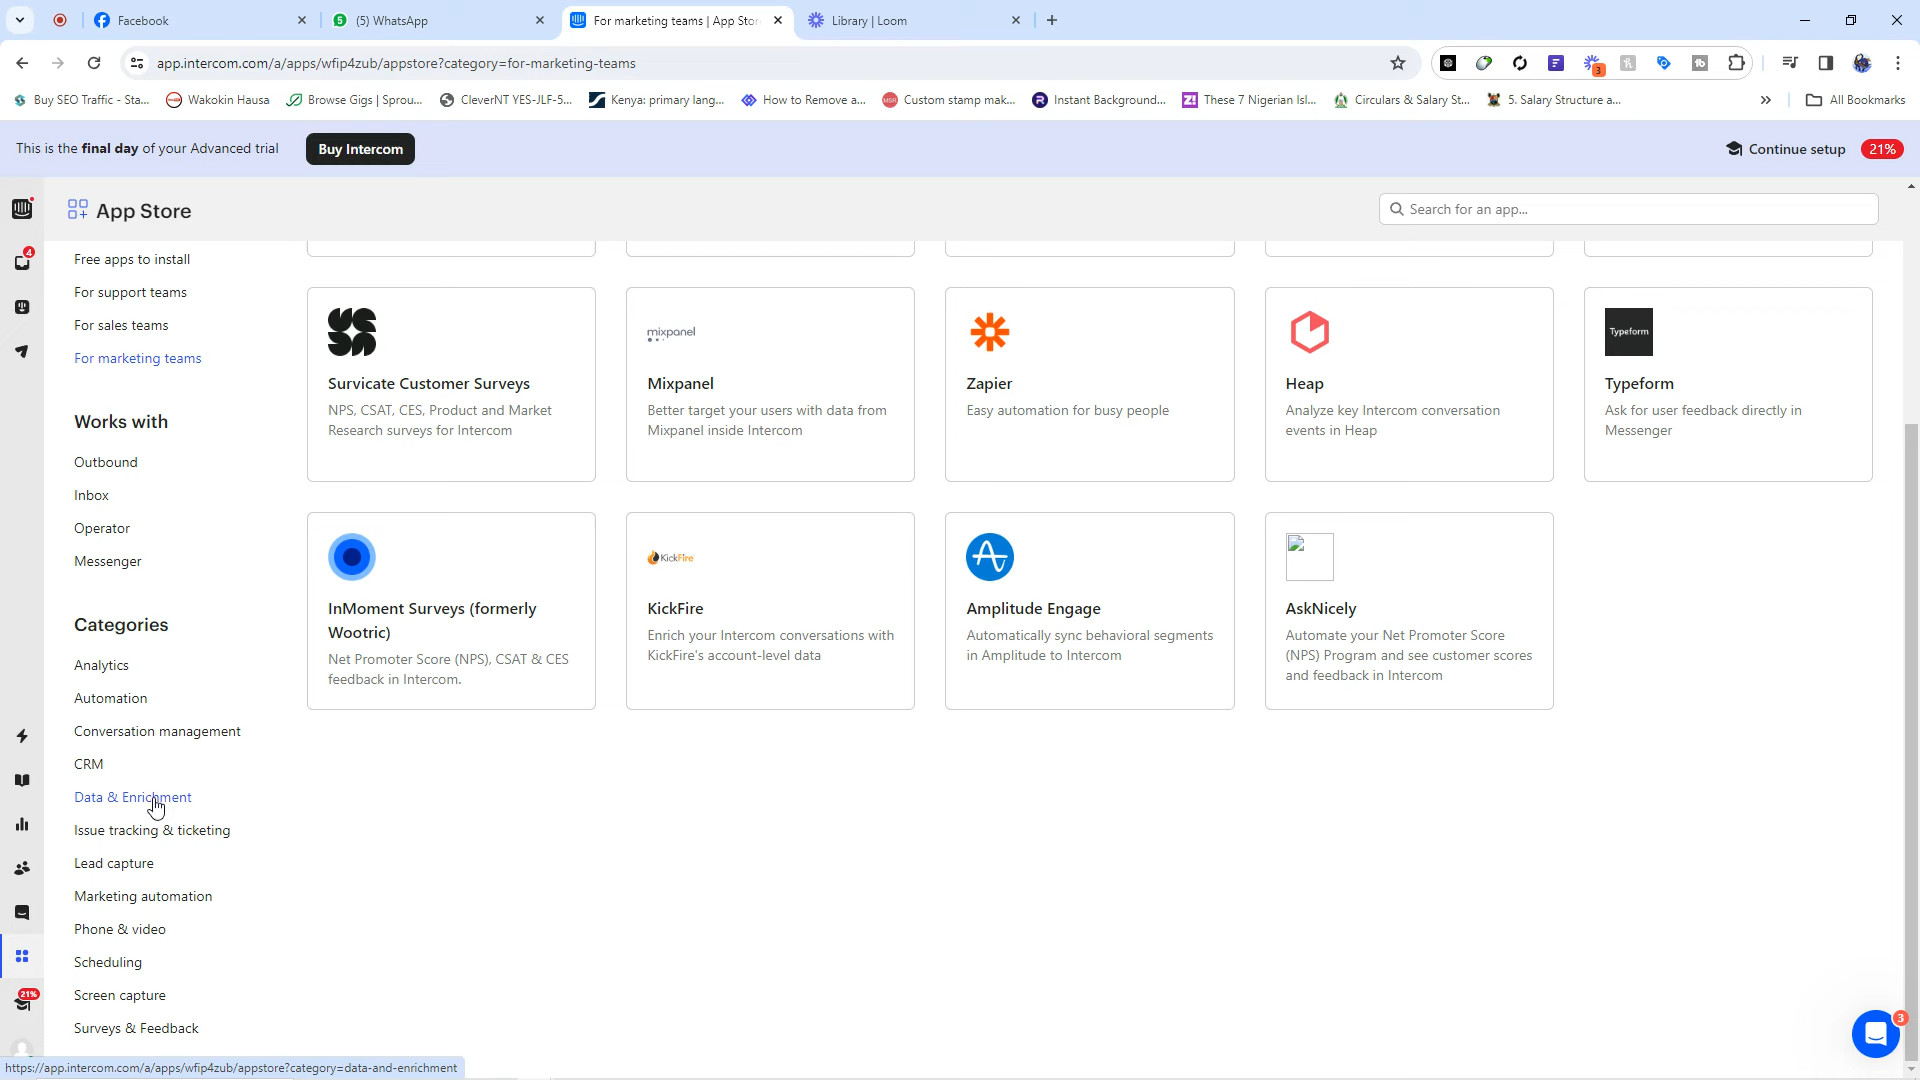 Facebook
5
(5) WhatsApp
For marketing teams | App Stor
Library | Loom
app.intercom.com/a/apps/wfip4zub/appstore?category=for-marketing-teams
3
Buy SEO Traffic - Sta...
Wakokin Hausa
Browse Gigs | Sprou...
CleverNT YES-JLF-5...
Kenya: primary lang...
How to Remove a...
Custom stamp mak...
Instant Background...
These 7 Nigerian Isl...
Circulars & Salary St...
5. Salary Structure a...
»
All Bookmarks
This is the final day of your Advanced trial
Buy Intercom
Continue setup
21%
App Store
Search for an app...
4
Free apps to install
For support teams
For sales teams
For marketing teams
Works with
Outbound
Inbox
Operator
Messenger
Categories
Analytics
Automation
Conversation management
CRM
Data & Enrichment
Issue tracking & ticketing
Lead capture
Marketing automation
Phone & video
Scheduling
Screen capture
Surveys & Feedback
21%
Survicate Customer Surveys
NPS, CSAT, CES, Product and Market
Research surveys for Intercom
mixpanel
Mixpanel
Better target your users with data from
Mixpanel inside Intercom
Zapier
Easy automation for busy people
Heap
Analyze key Intercom conversation
events in Heap
Typeform
Typeform
Ask for user feedback directly in
Messenger
InMoment Surveys (formerly
Wootric)
Net Promoter Score (NPS), CSAT & CES
feedback in Intercom.
KickFire
KickFire
Enrich your Intercom conversations with
KickFire's account-level data
Amplitude Engage
Automatically sync behavioral segments
in Amplitude to Intercom
AskNicely
Automate your Net Promoter Score
(NPS) Program and see customer scores
and feedback in Intercom
3
https://app.intercom.com/a/apps/wfip4zub/appstore?category=data-and-enrichment